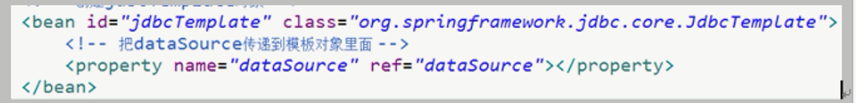 <bean id="jdbcTemplate" class="org.springframework.jdbc.core.JdbcTemplate">
<!-- 把dataSource传递到模板对象里面 -->
<property name="dataSource" ref="dataSource"></property>
</bean>